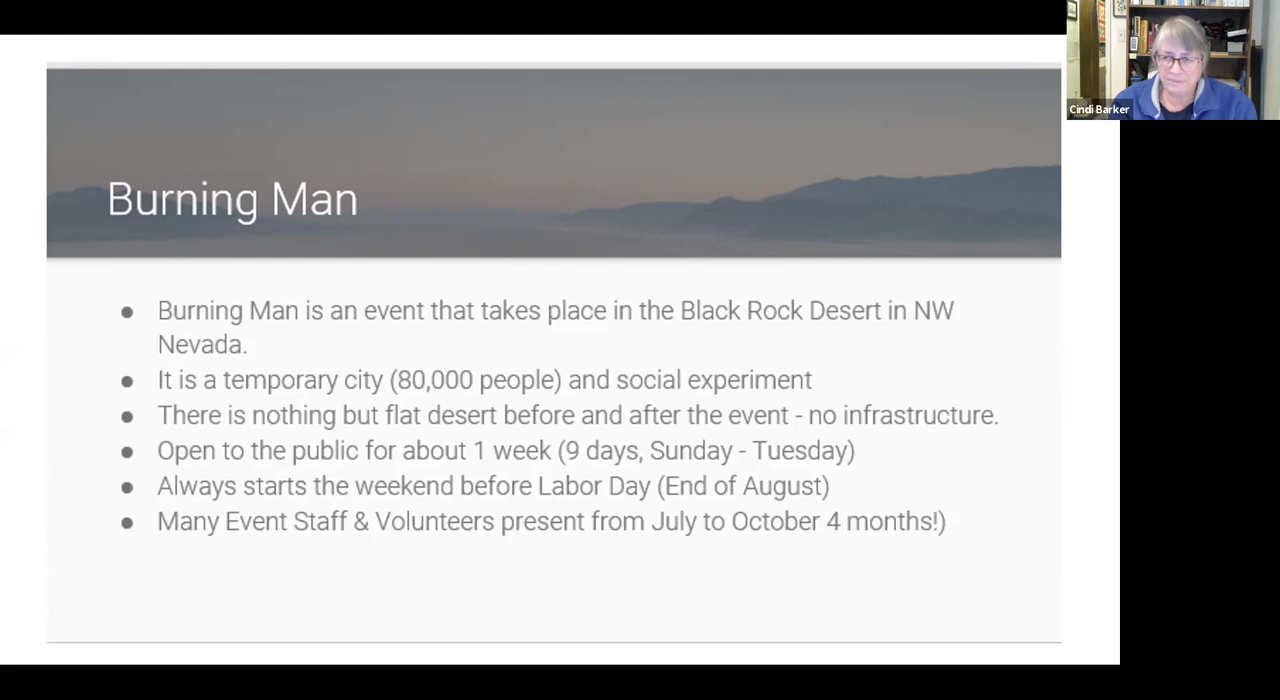 Burning Man
● Burning Man is an event that takes place in the Black Rock Desert in NW
Nevada.
● It is a temporary city (80,000 people) and social experiment
● There is nothing but flat desert before and after the event - no infrastructure.
● Open to the public for about 1 week (9 days, Sunday - Tuesday)
● Always starts the weekend before Labor Day (End of August)
● Many Event Staff & Volunteers present from July to October 4 months!)
Cindi Barker